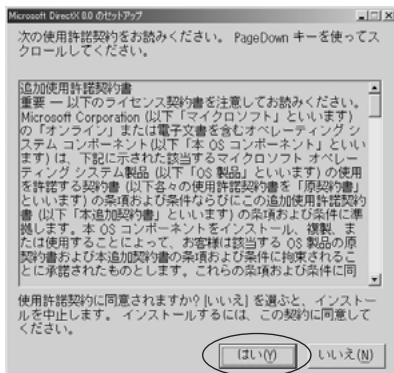 Microsoft DirectX 8.0 のセットアップ
次の使用許諾契約をお読みください。 PageDown キーを使ってス
クロールしてください。
追加使用許諾契約書
重要 — 以下のライセンス契約書を注意してお読みください。
Microsoft Corporation (以下「マイクロソフト」といいます)
の「オンライン」または電子文書を含むオペレーティング シ
ステム コンポーネント (以下「本 OS コンポーネント」といい
ます) は、下記に示された該当するマイクロソフト オペレー
ティング システム製品 (以下「OS 製品」といいます) の使用
を許諾する契約書 (以下各々の使用許諾契約書を「原契約書」
といいます) の条項および条件ならびにこの追加使用許諾契約
書 (以下「本追加契約書」といいます) の条項および条件に準
拠します。本 OS コンポーネントをインストール、複製、ま
たは使用することによって、お客様は該当する OS 製品の原
契約書および本追加契約書の条項および条件に拘束されるこ
とに承諾されたものとします。これらの条項および条件に同
使用許諾契約に同意されますか? [いいえ] を選ぶと、インストー
ルを中止します。 インストールするには、この契約に同意して
ください。
はい(Y)
いいえ(N)